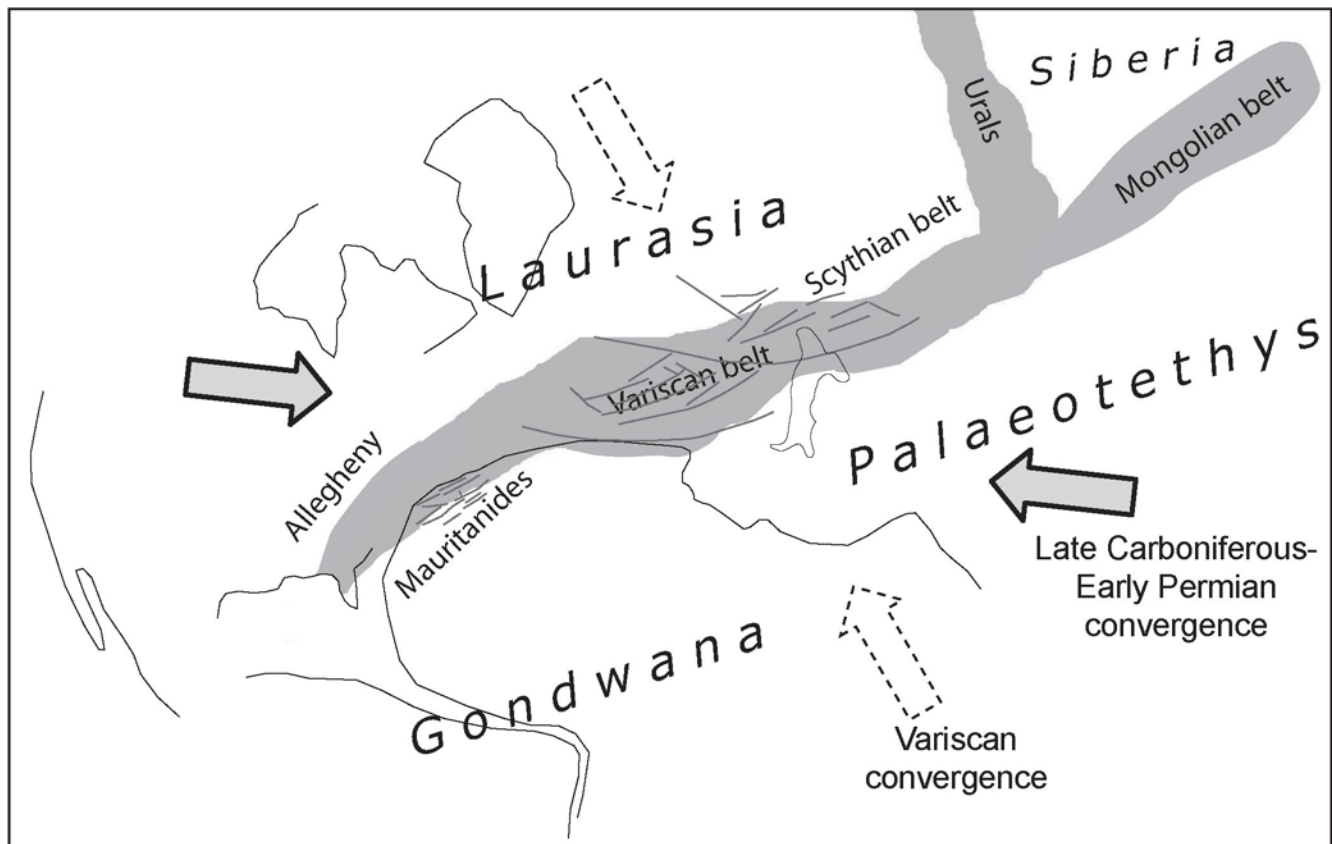 Siberia
Urals
Mongolian belt
Laurasia
Scythian belt
Variscan belt
Palaeotethys
Allegheny
Mauritanides
Late Carboniferous-
Early Permian
convergence
Gondwana
Variscan
convergence